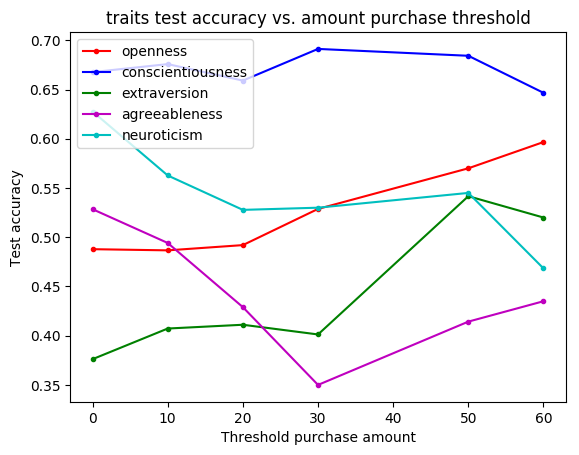 traits test accuracy vs. amount purchase threshold
0.70
0.65
0.60
0.55
0.50
0.45
0.40
0.35
Test accuracy
openness
conscientiousness
extraversion
agreeableness
neuroticism
0 10 20 30 40 50 60
Threshold purchase amount